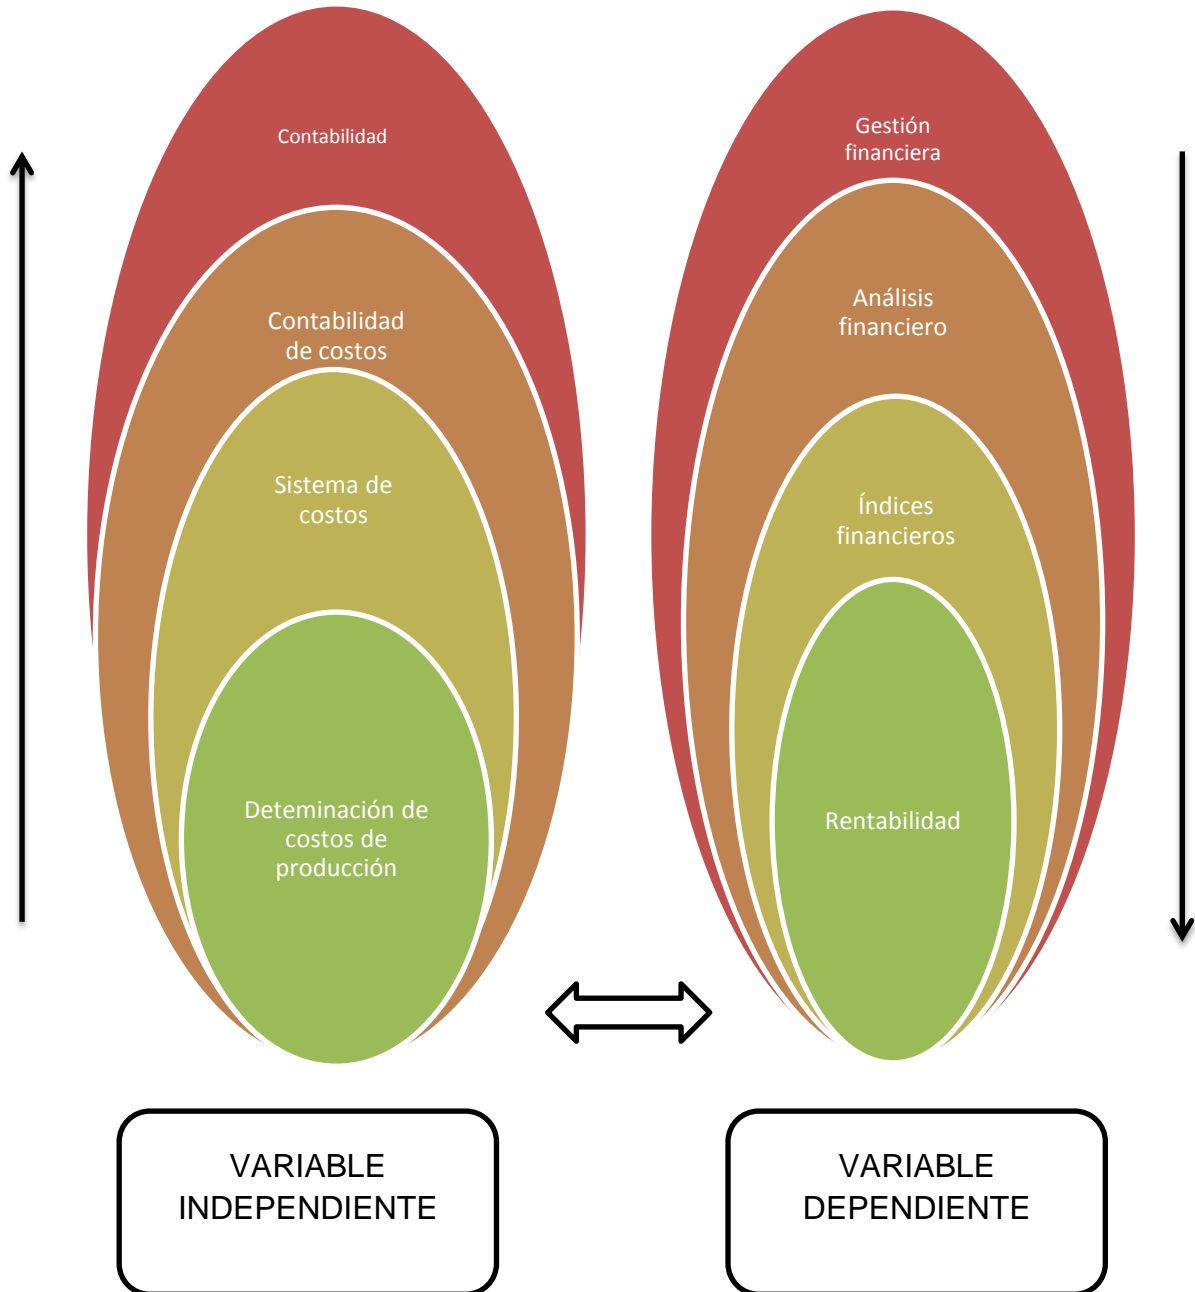 Contabilidad
Contabilidad
de costos
Sistema de
costos
Deteminación de
costos de
producción
Gestión
financiera
Análisis
financiero
Índices
financieros
Rentabilidad
VARIABLE
INDEPENDIENTE
VARIABLE
DEPENDIENTE